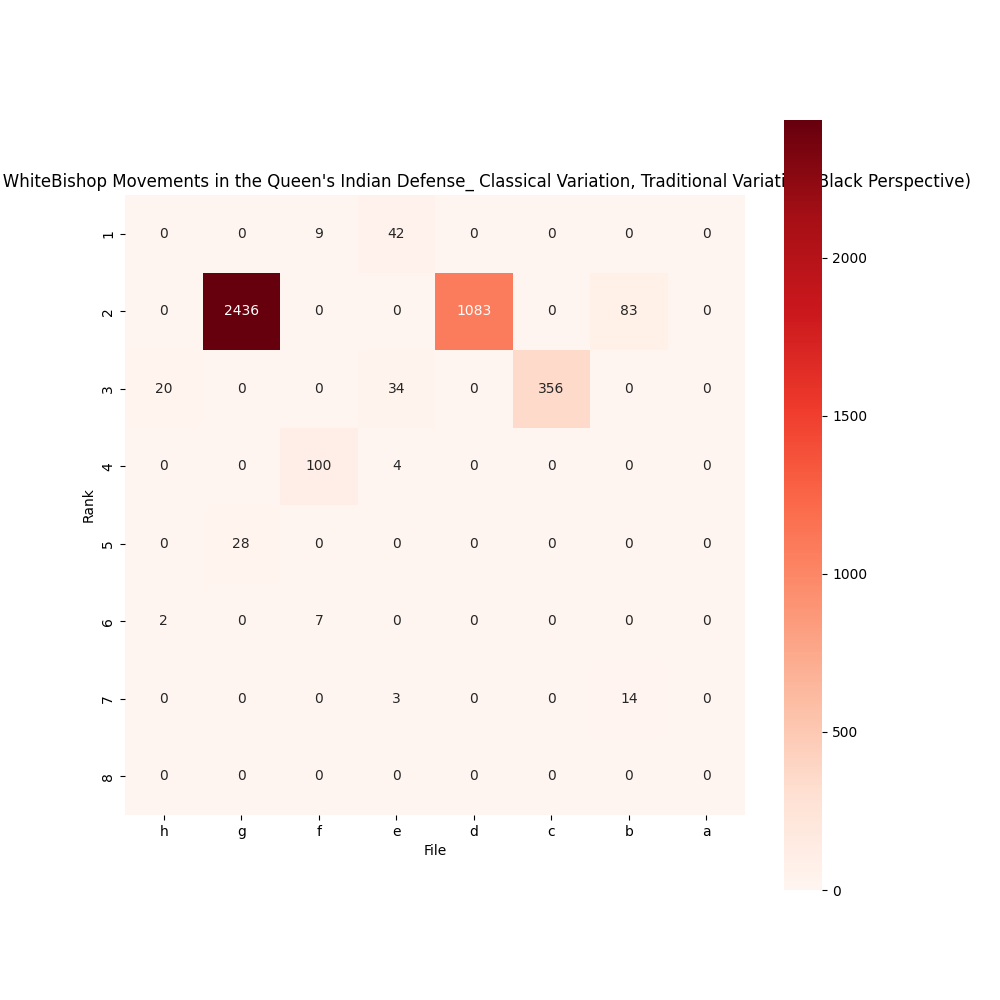 WhiteBishop Movements in the Queen's Indian Defense_ Classical Variation, Traditional Black Perspective)
1 0 0 9 42 0 0 0 0
2 0 2436 0 0 1083 0 83 0
3 20 0 0 34 0 356 0 0
4 0 0 100 4 0 0 0 0
5 0 28 0 0 0 0 0 0
6 2 0 7 0 0 0 0 0
7 0 0 0 3 0 0 14 0
8 0 0 0 0 0 0 0 0
h g f e d c b a
File
Rank
2000
1500
1000
500
0